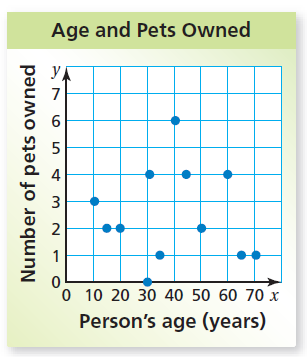 Age and Pets Owned
Number of pets owned
y
7
6
5
4
3
2
1
0
0 10 20 30 40 50 60 70 x
Person's age (years)